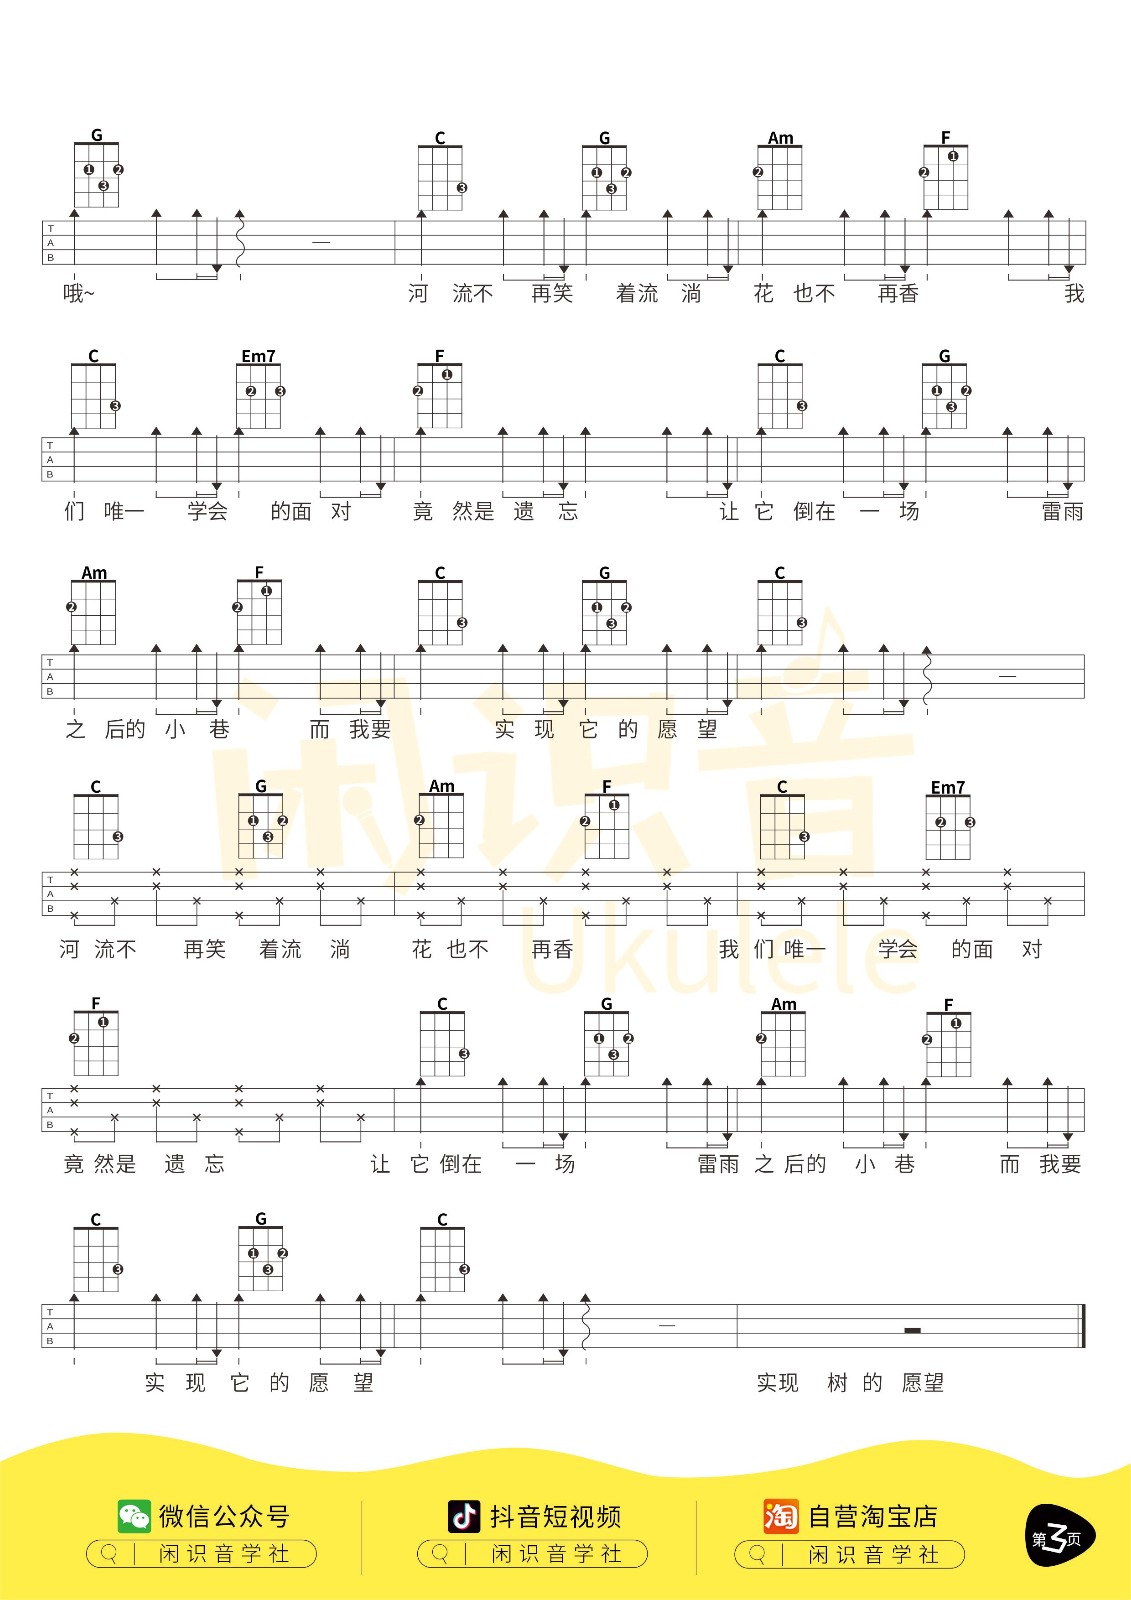 G C G Am F
T
A
B
哦~ 河 流不 再笑 着流 淌 花 也不 再香 我
C Em7 F C G
T
A
B
们 唯一 学会 的面 对 竟 然是 遗 忘 让 它 倒在 一 场 雷雨
Am F C G C
T
A
B
之 后的 小 巷 而 我要 实 现 它 的 愿 望
C G Am F C Em7
T
A
B
河 流不 再笑 着流 淌 花 也不 再香 我 们 唯一 学会 的面 对
F C G Am F
T
A
B
竟 然是 遗 忘 让 它 倒在 一 场 雷雨 之 后的 小 巷 而 我要
C G C
T
A
B
实 现 它 的 愿 望 实现 树 的 愿望
闲识音
Ukulele
微信公众号 抖音短视频 自营淘宝店
闲识音学社 闲识音学社 闲识音学社
淘
第3页